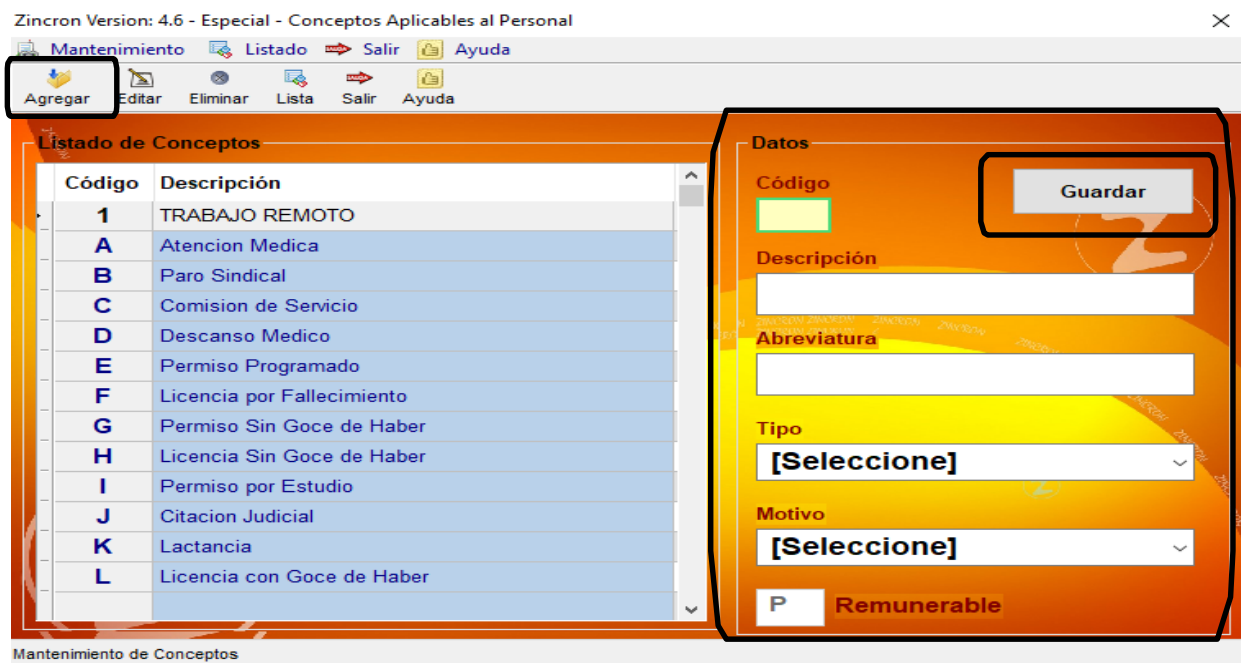 Zincron Version: 4.6 - Especial - Conceptos Aplicables al Personal
Mantenimiento Listado Salir Ayuda
Agregar Editar Eliminar Lista Salir Ayuda
Listado de Conceptos
Código Descripción
1 TRABAJO REMOTO
A Atencion Medica
B Paro Sindical
C Comision de Servicio
D Descanso Medico
E Permiso Programado
F Licencia por Fallecimiento
G Permiso Sin Goce de Haber
H Licencia Sin Goce de Haber
I Permiso por Estudio
J Citacion Judicial
K Lactancia
L Licencia con Goce de Haber
Datos
Código
Guardar
Descripción
Abreviatura
Tipo
[Seleccione]
Motivo
[Seleccione]
P Remunerable
Mantenimiento de Conceptos